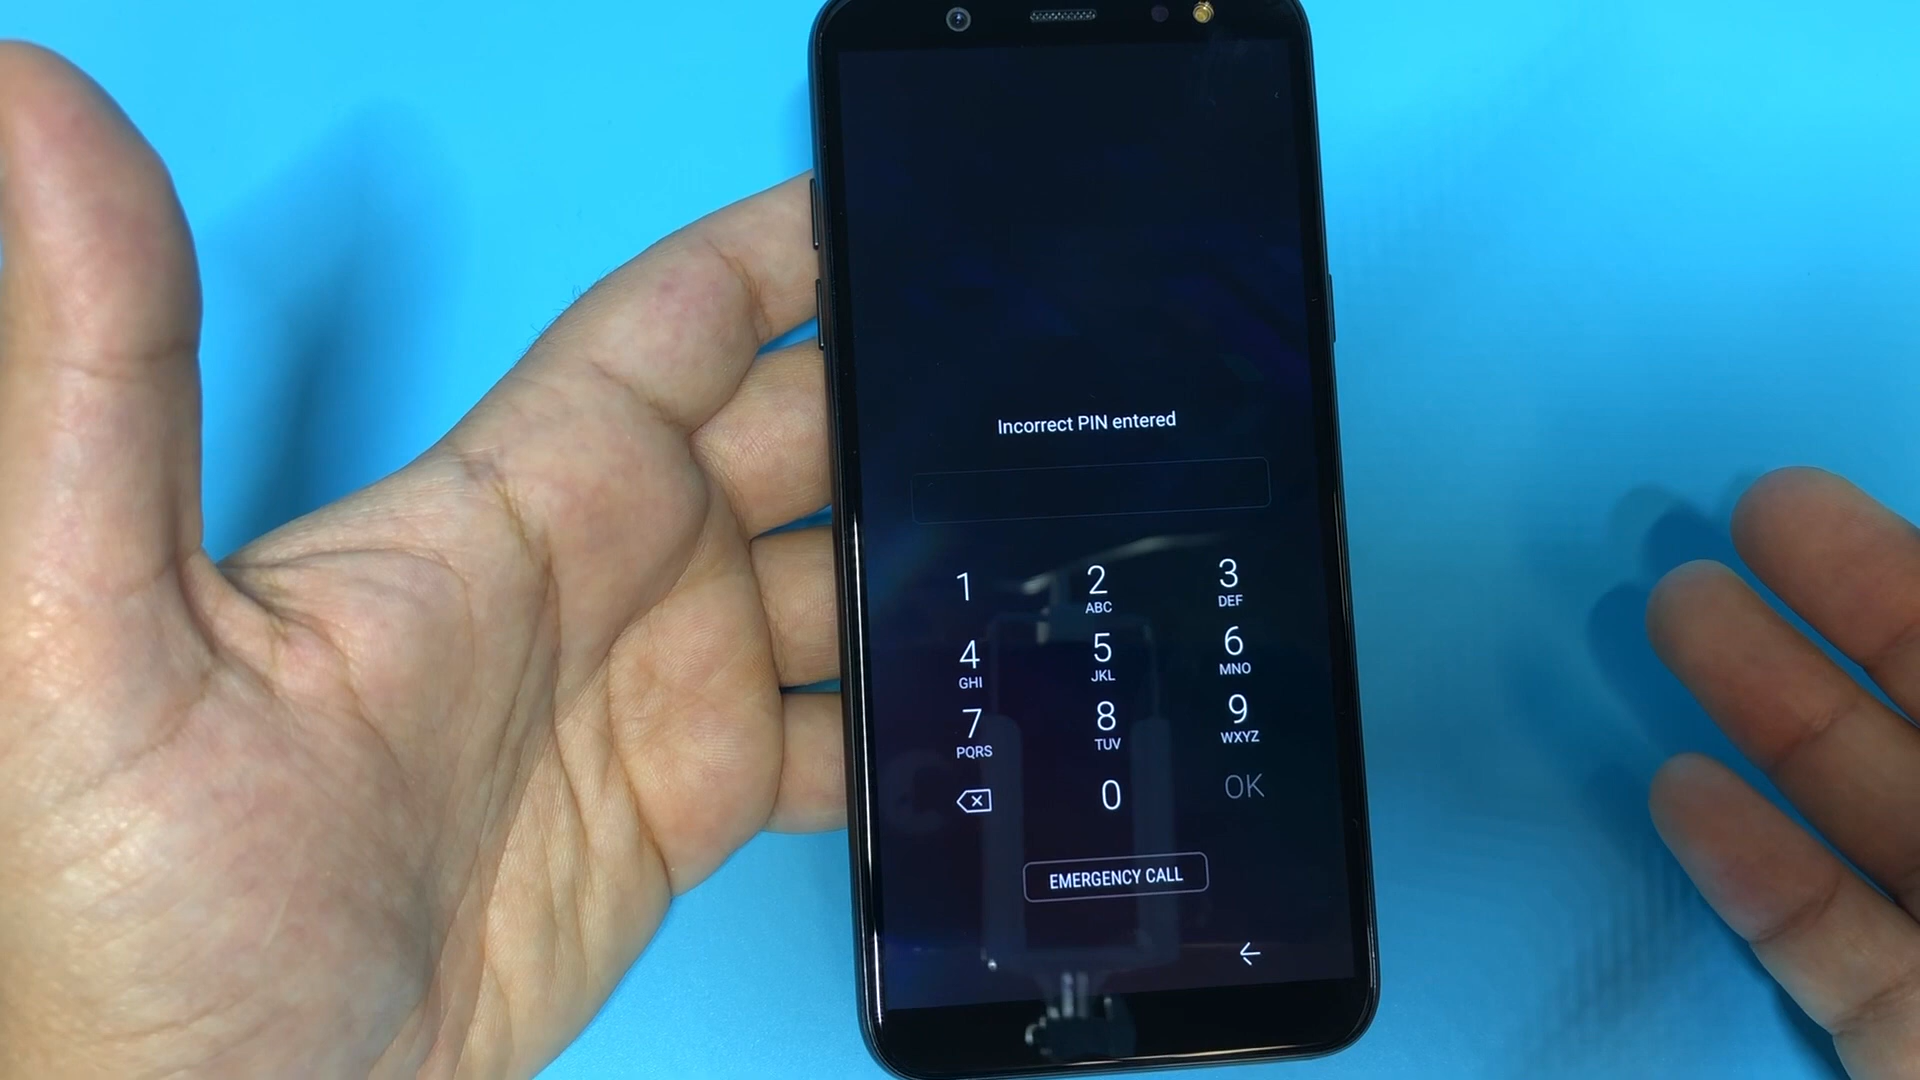 Incorrect PIN entered
1 2 3
ABC DEF
4 5 6
GHI JKL MNO
7 8 9
PQRS TUV WXYZ
0 OK
EMERGENCY CALL